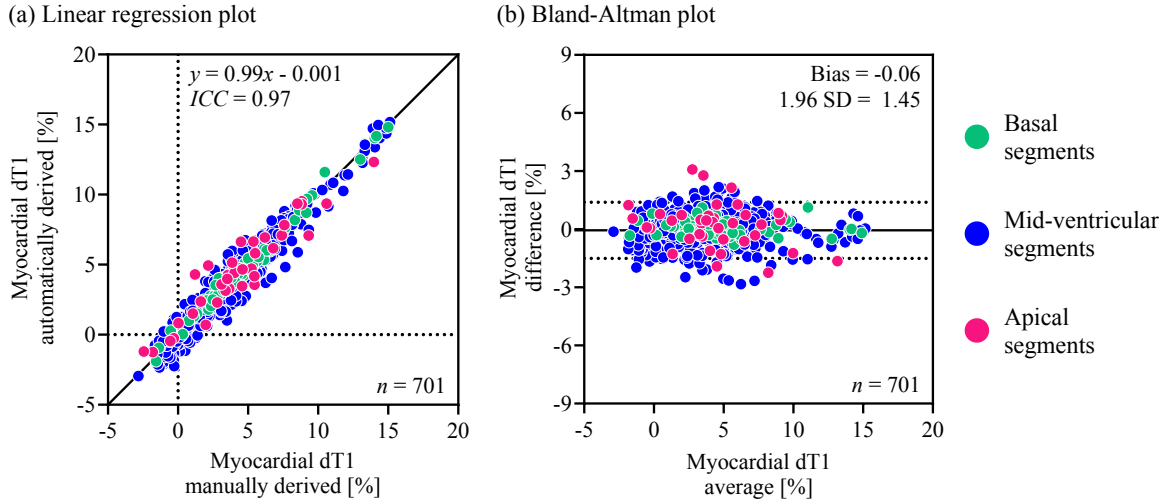 (a) Linear regression plot
20
15
10
5
0
-5
-5
0
5
10
15
20
y = 0.99x - 0.001
ICC = 0.97
n = 701
Myocardial dT1
automatically derived [%]
Myocardial dT1
manually derived [%]
(b) Bland-Altman plot
9
6
3
0
-3
-6
-9
-5
0
5
10
15
20
Bias = -0.06
1.96 SD = 1.45
n = 701
Myocardial dT1
difference [%]
Myocardial dT1
average [%]
Basal
segments
Mid-ventricular
segments
Apical
segments